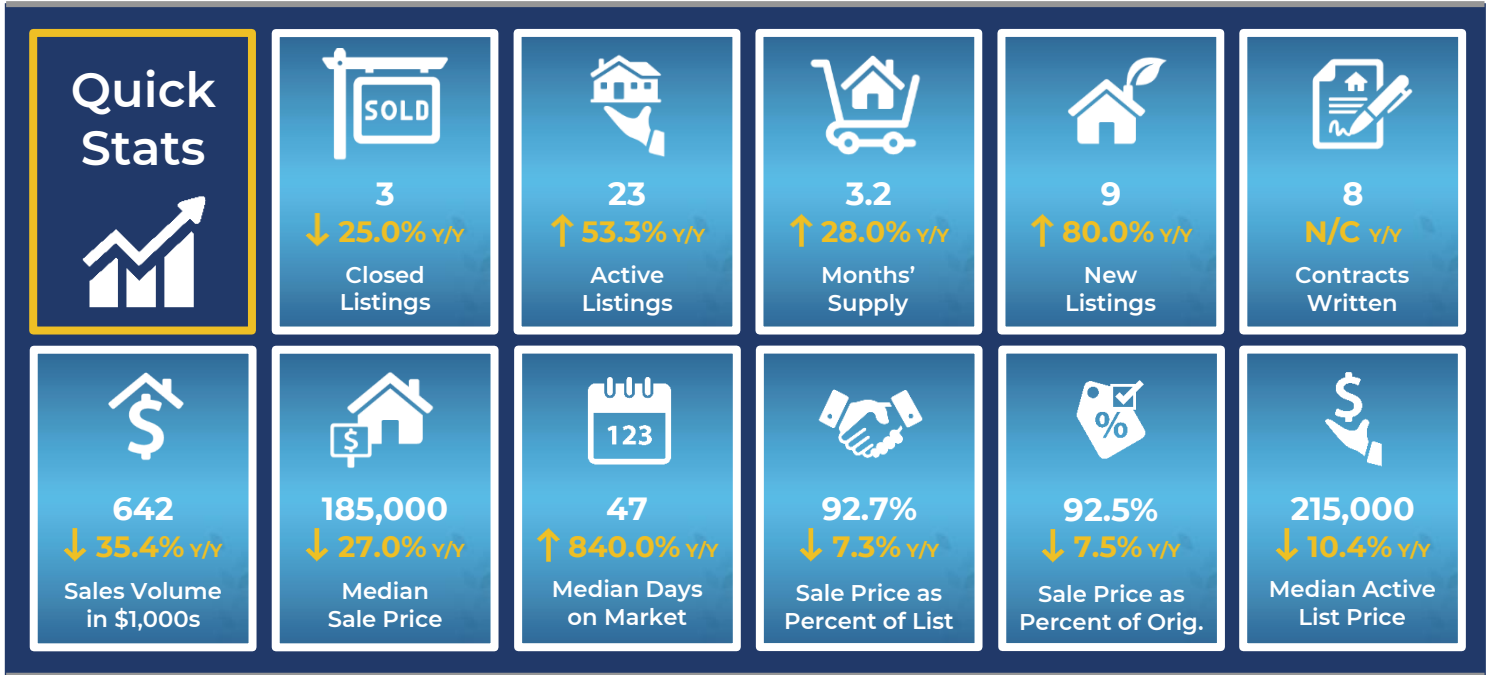 Quick
Stats
SOLD
3
↓ 25.0% Y/Y
Closed
Listings
23
↑ 53.3% Y/Y
Active
Listings
3.2
↑ 28.0% Y/Y
Months’
Supply
9
↑ 80.0% Y/Y
New
Listings
8
N/C Y/Y
Contracts
Written
$
642
↓ 35.4% Y/Y
Sales Volume
in $1,000s
$
185,000
↓ 27.0% Y/Y
Median
Sale Price
123
47
↑ 840.0% Y/Y
Median Days
on Market
92.7%
↓ 7.3% Y/Y
Sale Price as
Percent of List
%
92.5%
↓ 7.5% Y/Y
Sale Price as
Percent of Orig.
$
215,000
↓ 10.4% Y/Y
Median Active
List Price